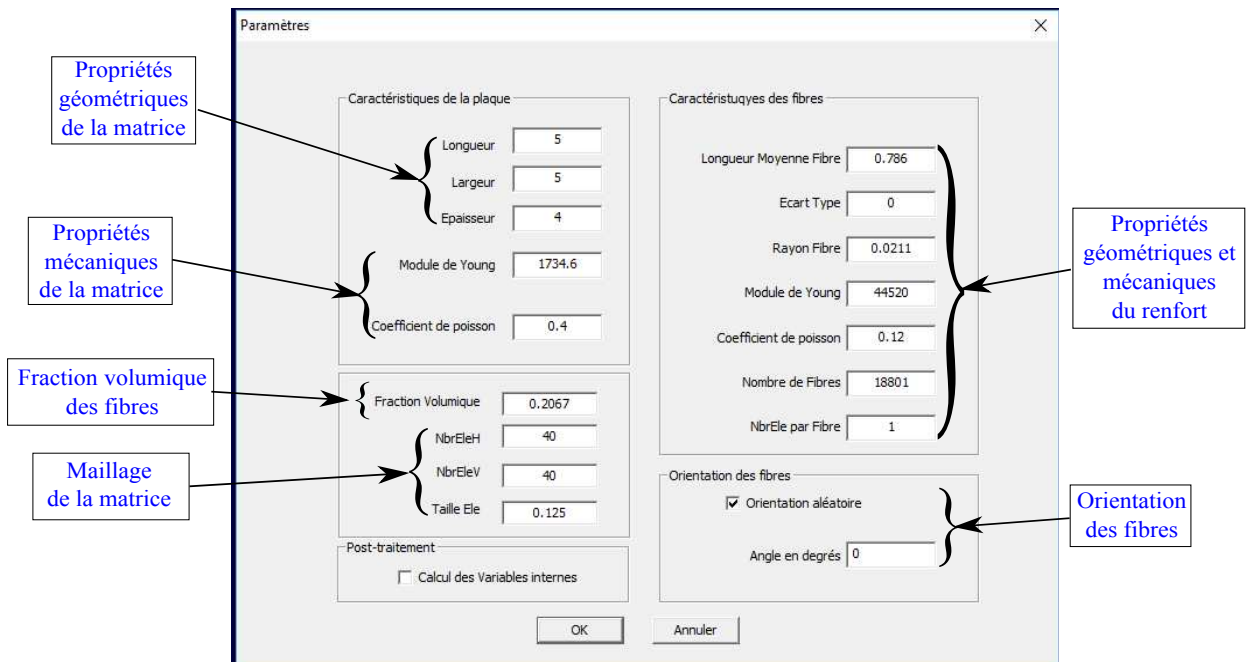 Paramètres
Propriétés
géométriques
de la matrice
Propriétés
mécaniques
de la matrice
Fraction volumique
des fibres
Maillage
de la matrice
Caractéristiques de la plaque
Longueur 5
Largeur 5
Epaisseur 4
Module de Young 1734.6
Coefficient de poisson 0.4
Fraction Volumique 0.2067
NbrEleH 40
NbrEleV 40
Taille Ele 0.125
Post-traitement
Calcul des Variables internes
Caractéristuqyes des fibres
Longueur Moyenne Fibre 0.786
Ecart Type 0
Rayon Fibre 0.0211
Module de Young 44520
Coefficient de poisson 0.12
Nombre de Fibres 18801
NbrEle par Fibre 1
Orientation des fibres
Orientation aléatoire
Angle en degrés 0
Propriétés
géométriques et
mécaniques
du renfort
Orientation
des fibres
OK
Annuler